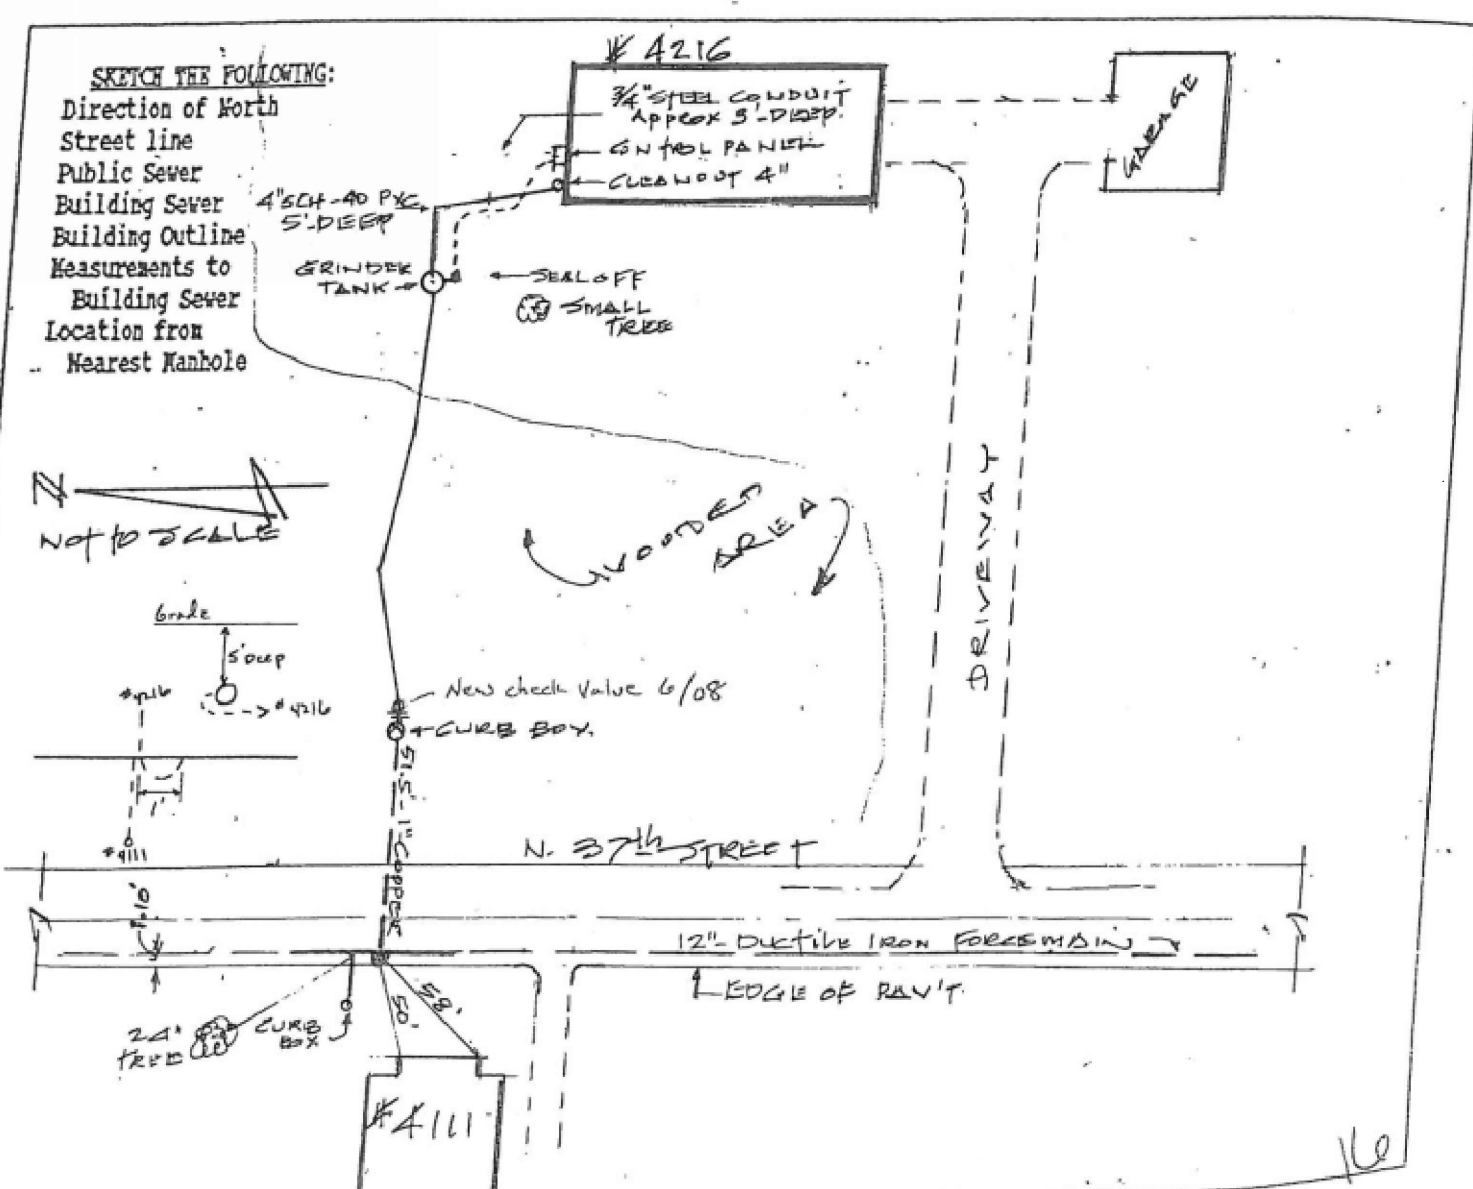 SKETCH THE FOLLOWING:
Direction of North
Street line
Public Sewer
Building Sewer
Building Outline
Measurements to
Building Sewer
Location from
Nearest Manhole
# 4216
3/4" STEEL CONDUIT
Approx 3'-DEEP.
CONTROL PANEL
CLEANOUT 4"
GARAGE
4" SCH-40 PVC
5'-DEEP
GRINDER
TANK
SEAL OFF
SMALL
TREE
N
NOT TO SCALE
WOODED
AREA
DRIVEWAY
Grade
5' Deep
#4216
#4216
1'
#4111
New check Valve 6/08
CURB BOX.
51.5 - 1" COPPER
N. 37th STREET
12"- DUCTILE IRON FORCEMAIN
EDGE OF PAV'T.
24"
TREE
CURB
BOX
50'
58'
#4111
16